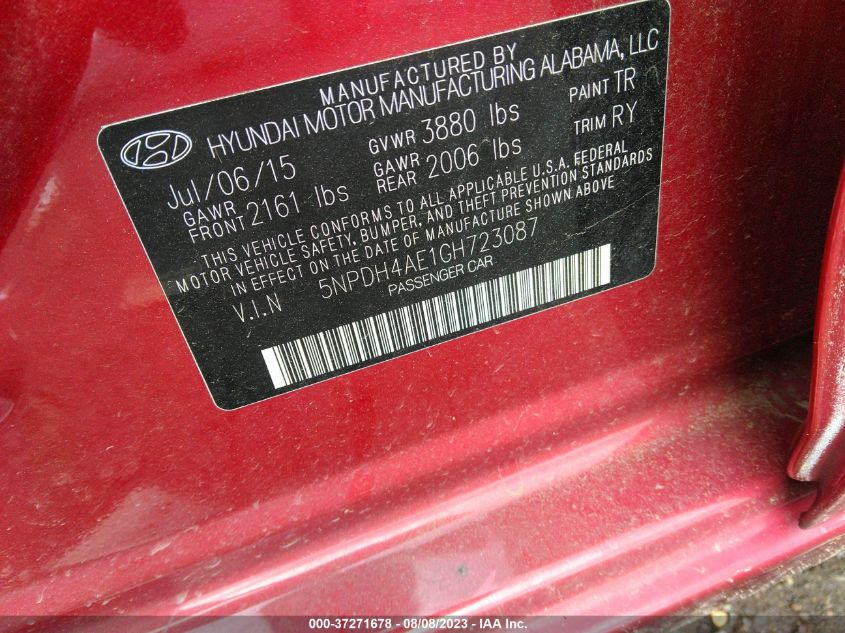 MANUFACTURED BY
HYUNDAI MOTOR MANUFACTURING ALABAMA, LLC
Jul/06/15 GVWR 3880 lbs PAINT TR
GAWR FRONT 2161 lbs GAWR REAR 2006 lbs TRIM RY
THIS VEHICLE CONFORMS TO ALL APPLICABLE U.S.A. FEDERAL
MOTOR VEHICLE SAFETY, BUMPER, AND THEFT PREVENTION STANDARDS
IN EFFECT ON THE DATE OF MANUFACTURE SHOWN ABOVE
V.I.N 5NPDH4AE1GH723087
PASSENGER CAR
000-37271678 - 08/08/2023 - IAA Inc.